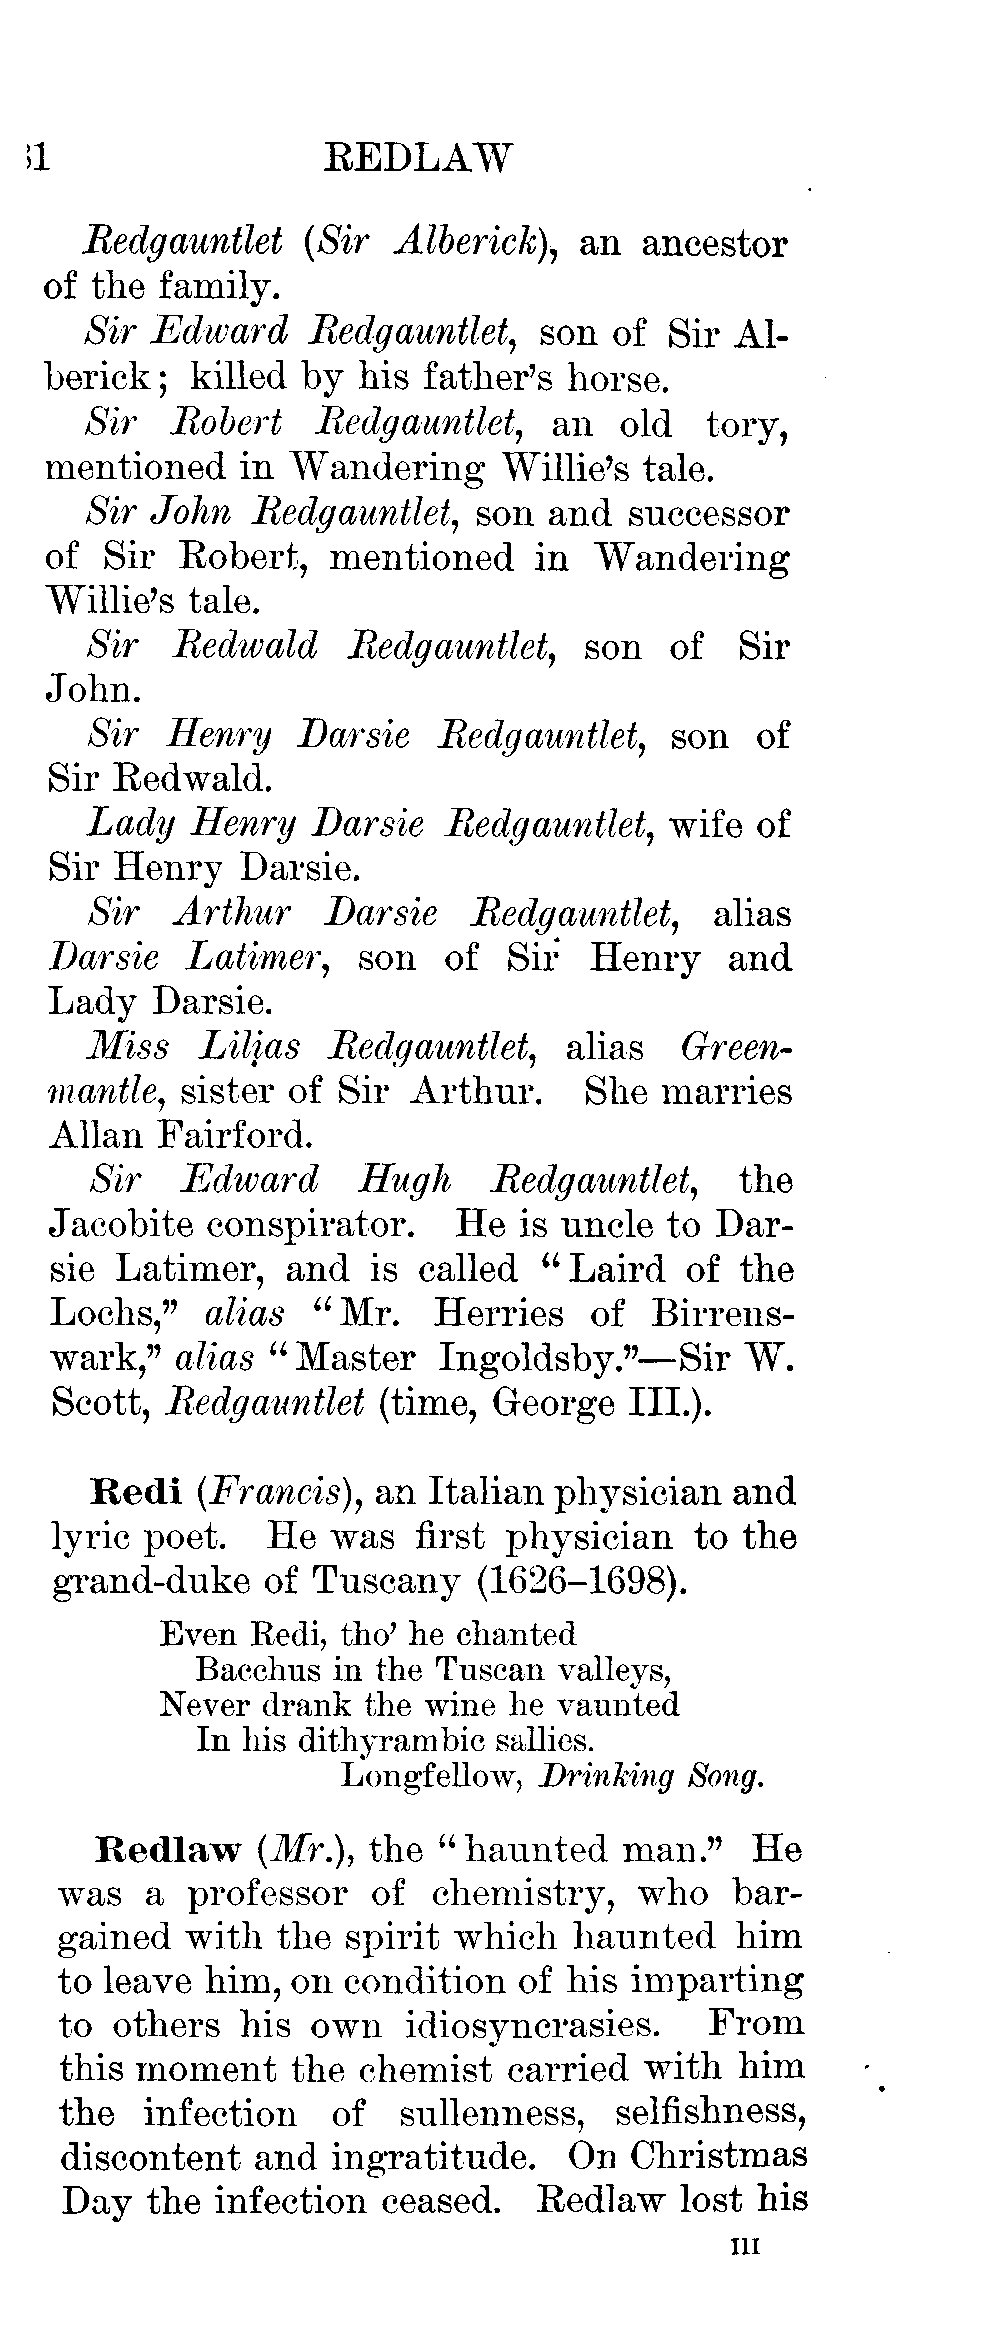 31 REDLAW
Redgauntlet (Sir Alberick), an ancestor
of the family.
Sir Edward Redgauntlet, son of Sir Al-
berick; killed by his father's horse.
Sir Robert Redgauntlet, an old tory,
mentioned in Wandering Willie's tale.
Sir John Redgauntlet, son and successor
of Sir Robert, mentioned in Wandering
Willie's tale.
Sir Redwald Redgauntlet, son of Sir
John.
Sir Henry Darsie Redgauntlet, son of
Sir Redwald.
Lady Henry Darsie Redgauntlet, wife of
Sir Henry Darsie.
Sir Arthur Darsie Redgauntlet, alias
Darsie Latimer, son of Sir Henry and
Lady Darsie.
Miss Lilias Redgauntlet, alias Green-
mantle, sister of Sir Arthur. She marries
Allan Fairford.
Sir Edward Hugh Redgauntlet, the
Jacobite conspirator. He is uncle to Dar-
sie Latimer, and is called “Laird of the
Lochs,” alias “Mr. Herries of Birrens-
wark,” alias “Master Ingoldsby.”—Sir W.
Scott, Redgauntlet (time, George III.).
Redi (Francis), an Italian physician and
lyric poet. He was first physician to the
grand-duke of Tuscany (1626–1698).
Even Redi, tho' he chanted
Bacchus in the Tuscan valleys,
Never drank the wine he vaunted
In his dithyrambic sallies.
Longfellow, Drinking Song.
Redlaw (Mr.), the “haunted man.” He
was a professor of chemistry, who bar-
gained with the spirit which haunted him
to leave him, on condition of his imparting
to others his own idiosyncrasies. From
this moment the chemist carried with him
the infection of sullenness, selfishness,
discontent and ingratitude. On Christmas
Day the infection ceased. Redlaw lost his
III